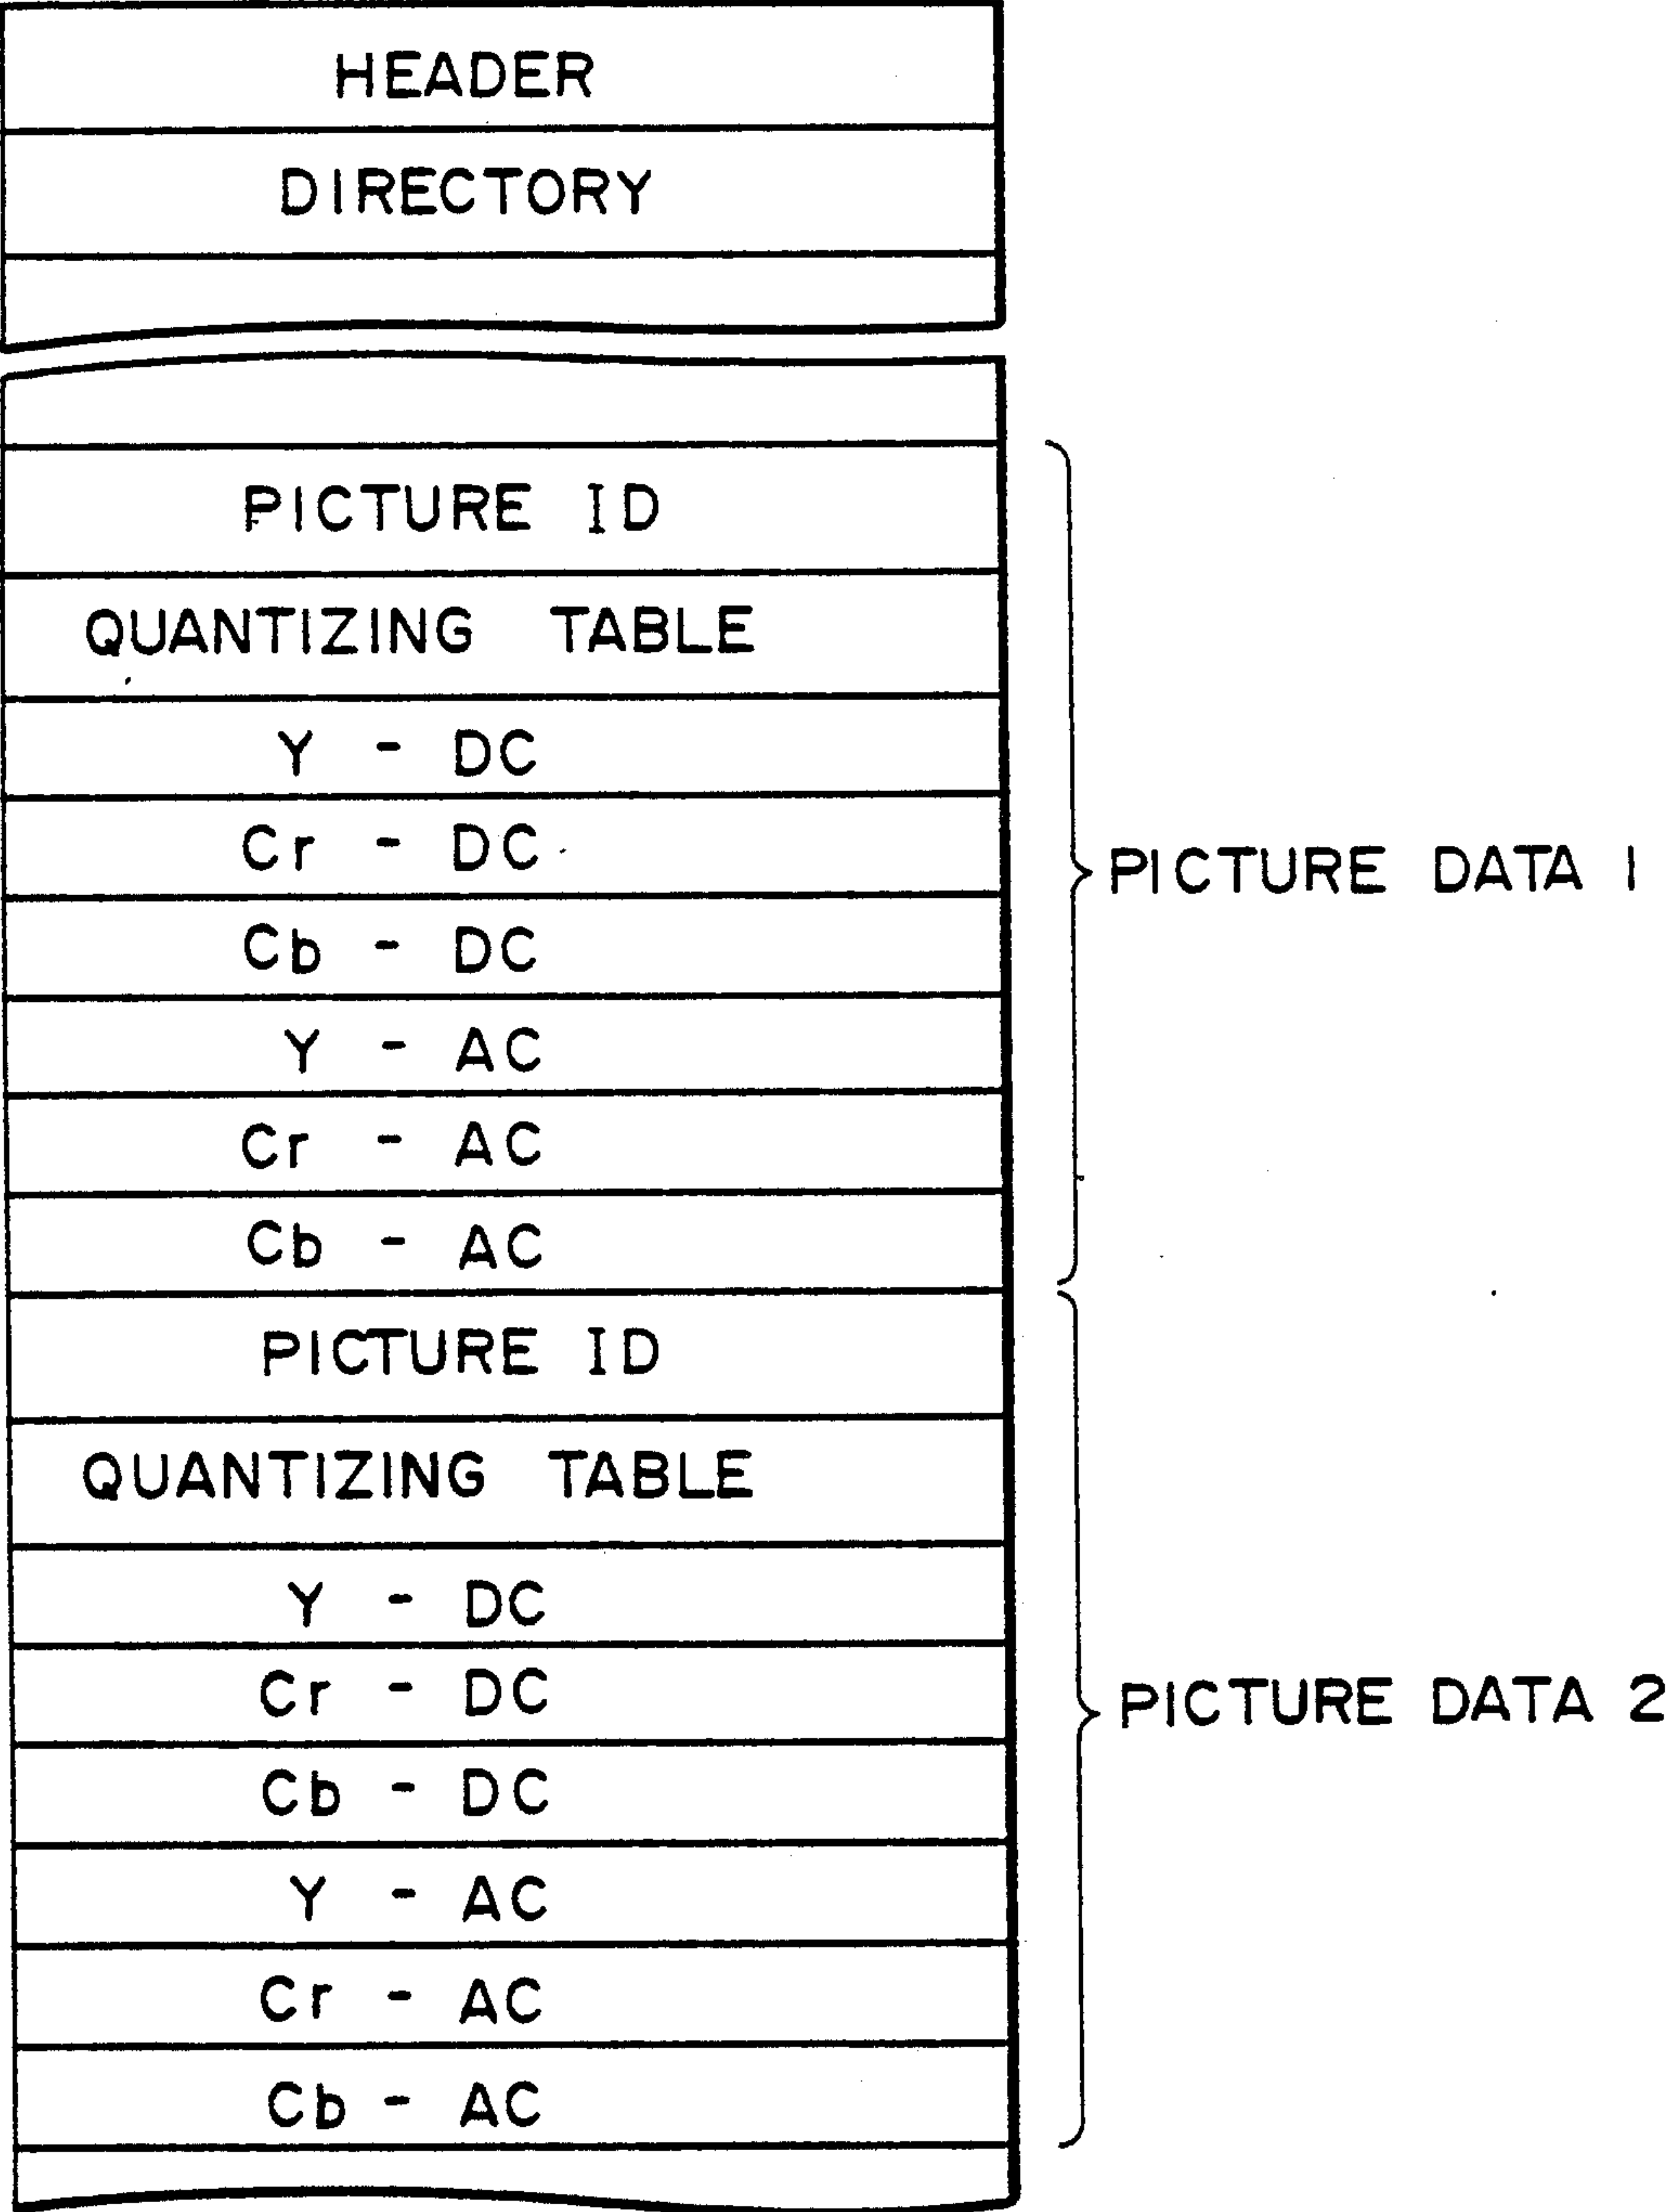 HEADER
DIRECTORY
PICTURE ID
QUANTIZING TABLE
Y - DC
Cr - DC
PICTURE DATA 1
Cb - DC
Y - AC
Cr - AC
Cb - AC
PICTURE ID
QUANTIZING TABLE
Y - DC
Cr - DC
PICTURE DATA 2
Cb - DC
Y - AC
Cr - AC
Cb - AC